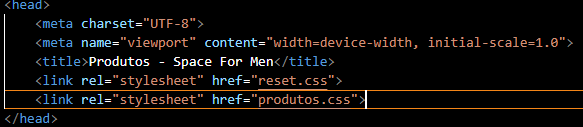 <head>
<meta charset="UTF-8">
<meta name="viewport" content="width=device-width, initial-scale=1.0">
<title>Produtos - Space For Men</title>
<link rel="stylesheet" href="reset.css">
<link rel="stylesheet" href="produtos.css">
</head>